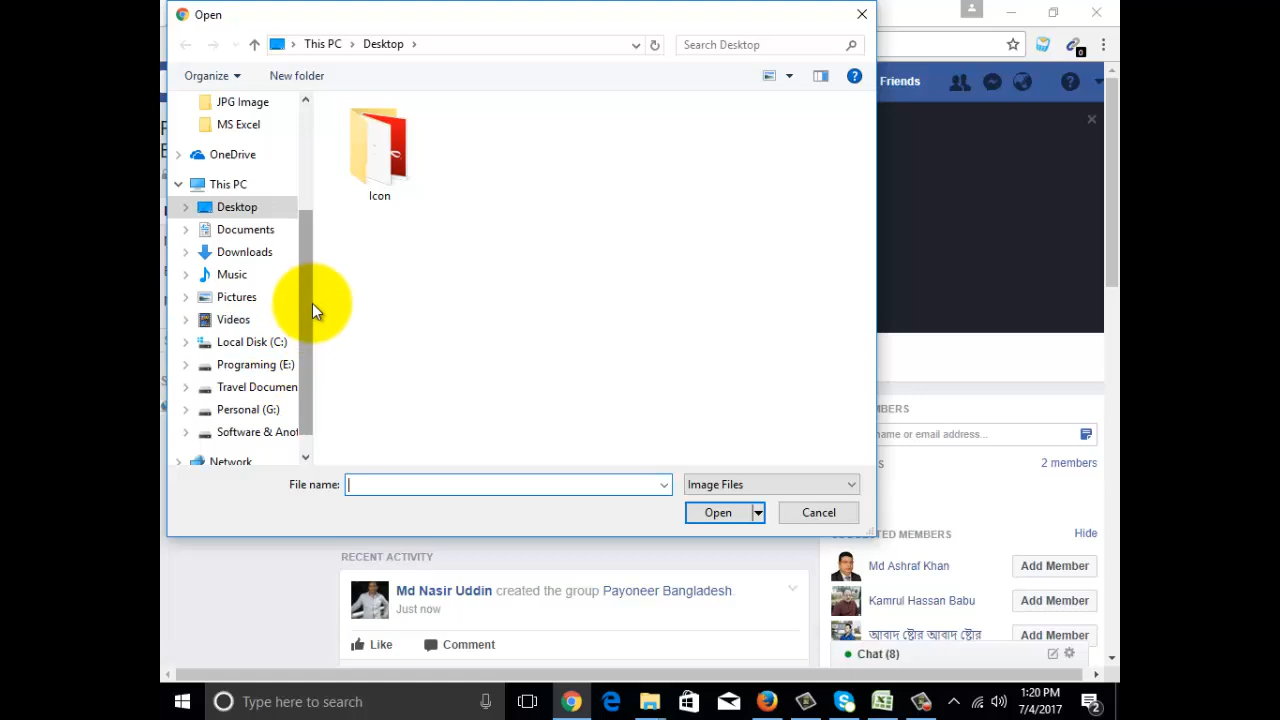 Open
This PC
Desktop
Search Desktop
Organize
New folder
JPG Image
MS Excel
OneDrive
This PC
Desktop
Documents
Downloads
Music
Pictures
Videos
Local Disk (C:)
Programing (E:)
Travel Documen
Personal (G:)
Software & Anot
Network
Icon
File name:
Image Files
Open
Cancel
0
Friends
MBERS
name or email address...
2 members
MEMBERS
Hide
Md Ashraf Khan
Add Member
Kamrul Hassan Babu
Add Member
আবাদ ষ্টোর আবাদ ষ্টোর
Add Member
Chat (8)
RECENT ACTIVITY
Md Nasir Uddin created the group Payoneer Bangladesh.
Just now
Like
Comment
Type here to search
1:20 PM
7/4/2017
2